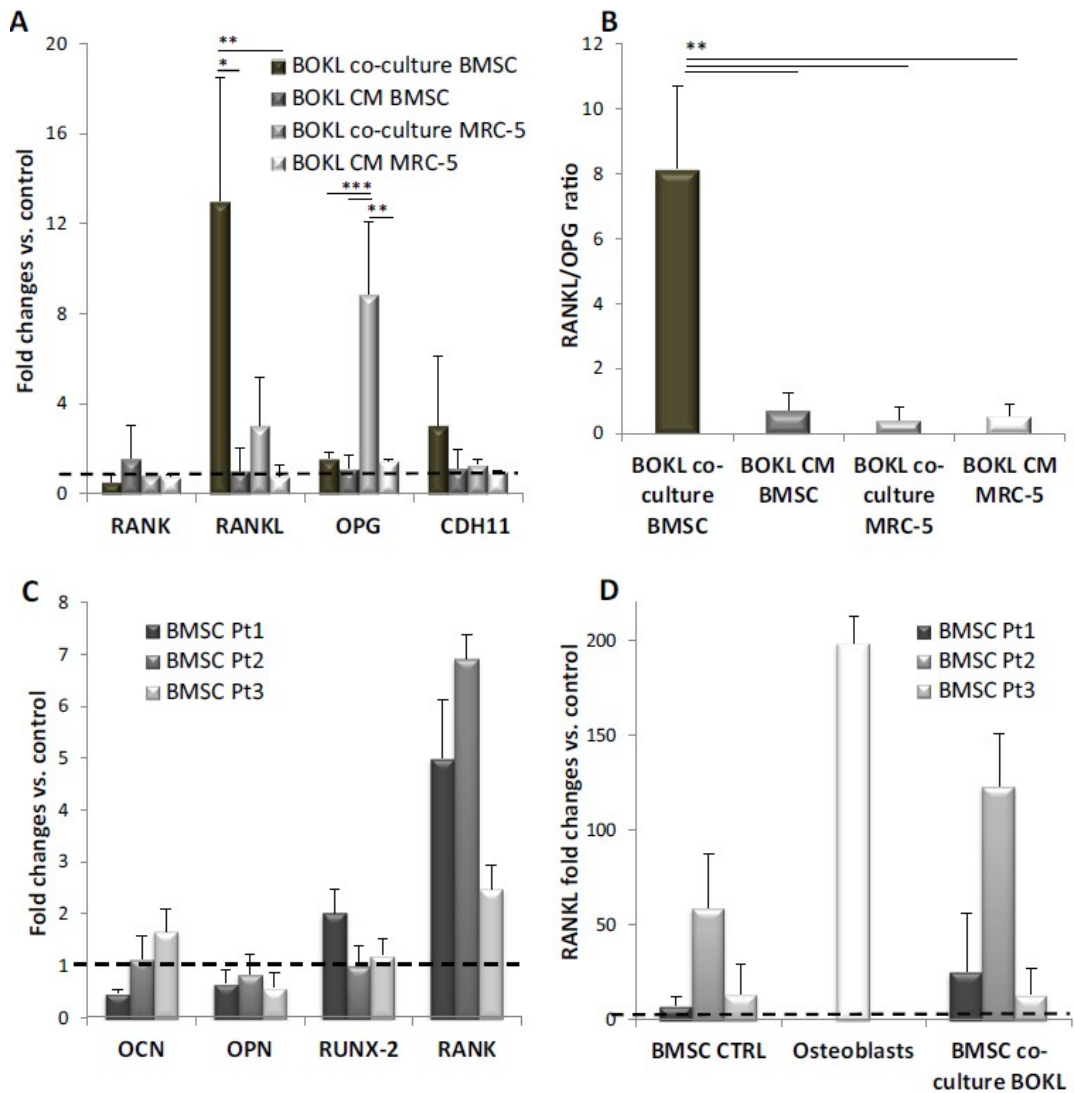 A
Fold changes vs. control
20
16
12
8
4
0
**
*
***
**
BOKL co-culture BMSC
BOKL CM BMSC
BOKL co-culture MRC-5
BOKL CM MRC-5
RANK
RANKL
OPG
CDH11
B
RANKL/OPG ratio
12
10
8
6
4
2
0
**
BOKL co-
culture
BMSC
BOKL CM
BMSC
BOKL co-
culture
MRC-5
BOKL CM
MRC-5
C
Fold changes vs. control
8
7
6
5
4
3
2
1
0
BMSC Pt1
BMSC Pt2
BMSC Pt3
OCN
OPN
RUNX-2
RANK
D
RANKL fold changes vs. control
200
150
100
50
0
BMSC Pt1
BMSC Pt2
BMSC Pt3
BMSC CTRL
Osteoblasts
BMSC co-
culture BOKL